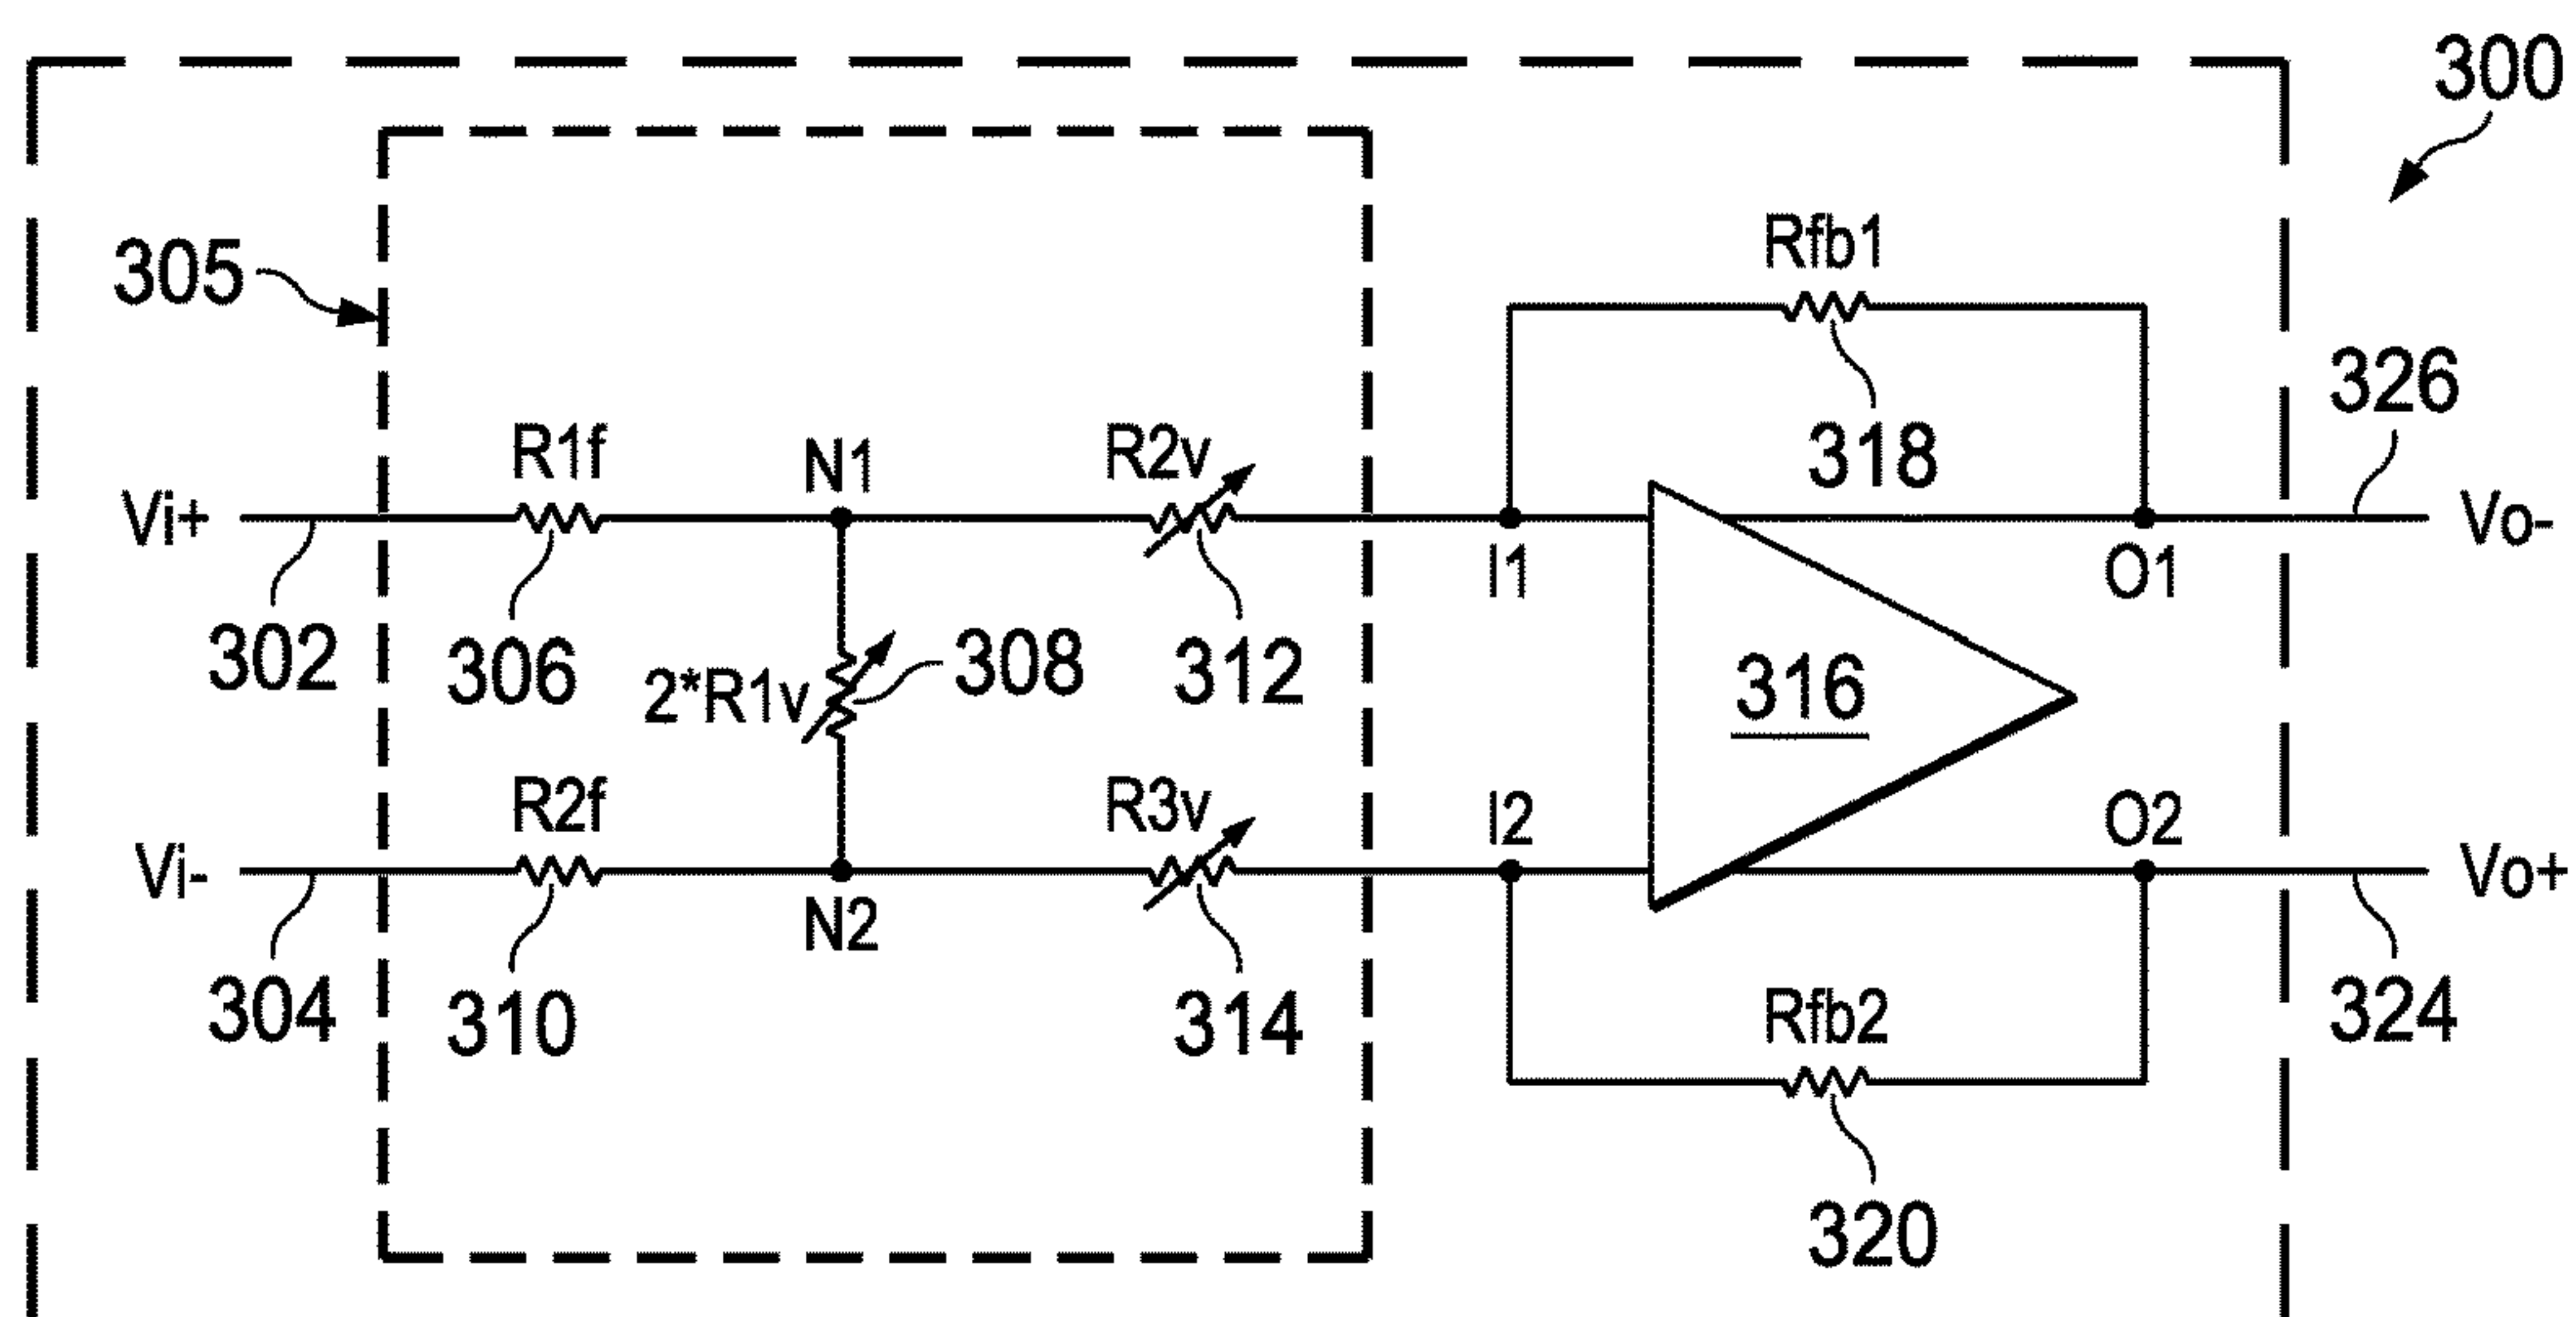 300
305
Rfb1
318
326
R1f
N1
R2v
Vi+
Vo-
I1
O1
302
306
2*R1v
308
312
316
R2f
R3v
I2
O2
Vi-
Vo+
N2
304
310
314
Rfb2
324
320